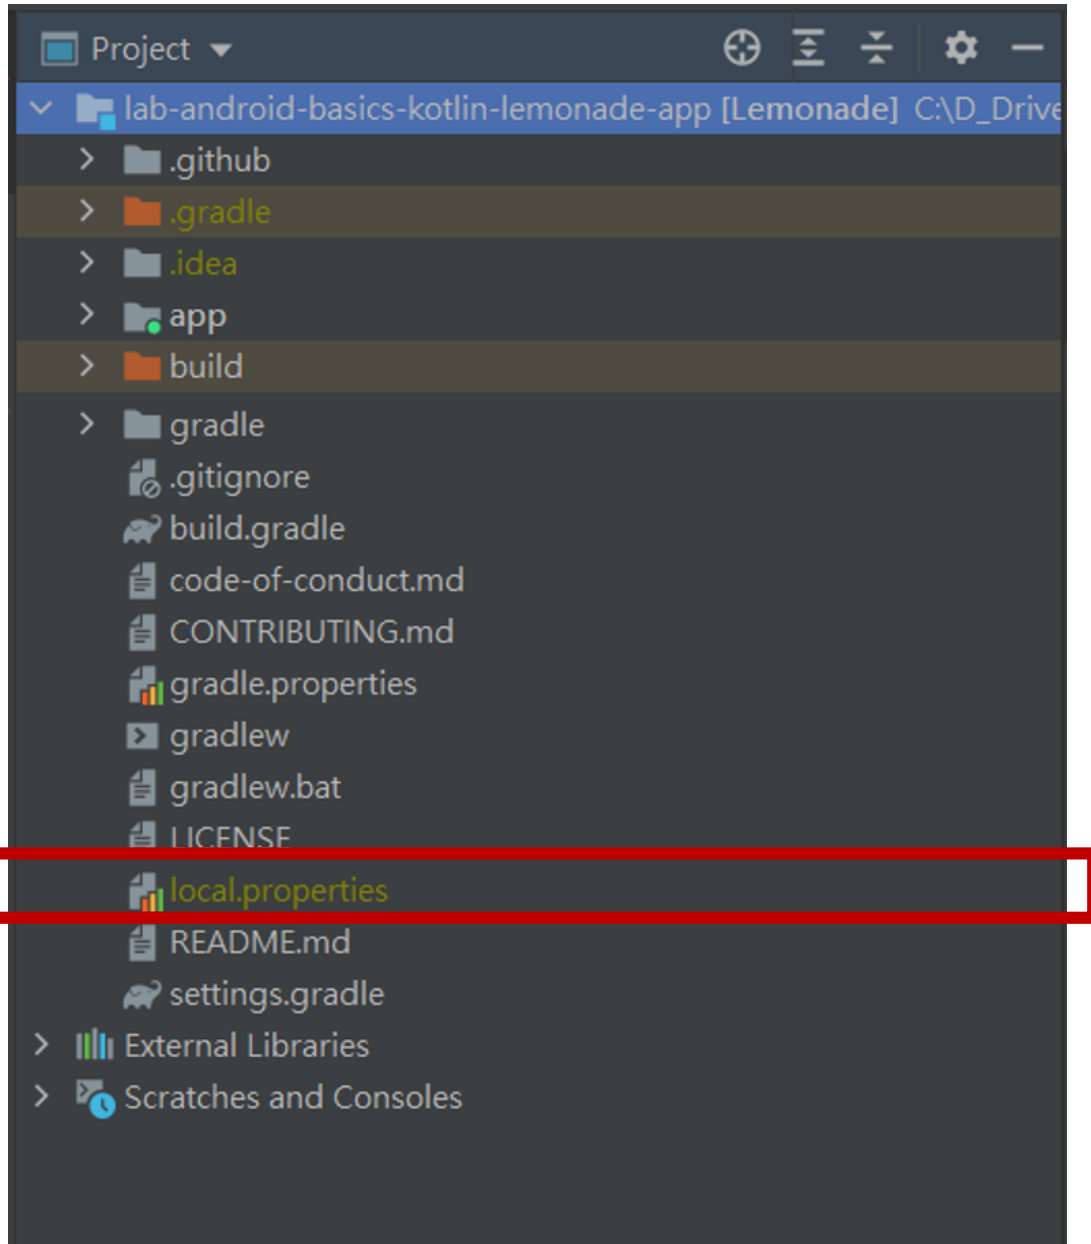 Project
lab-android-basics-kotlin-lemonade-app [Lemonade] C:\D_Drive
.github
.gradle
.idea
app
build
gradle
.gitignore
build.gradle
code-of-conduct.md
CONTRIBUTING.md
gradle.properties
gradlew
gradlew.bat
LICENSE
local.properties
README.md
settings.gradle
External Libraries
Scratches and Consoles